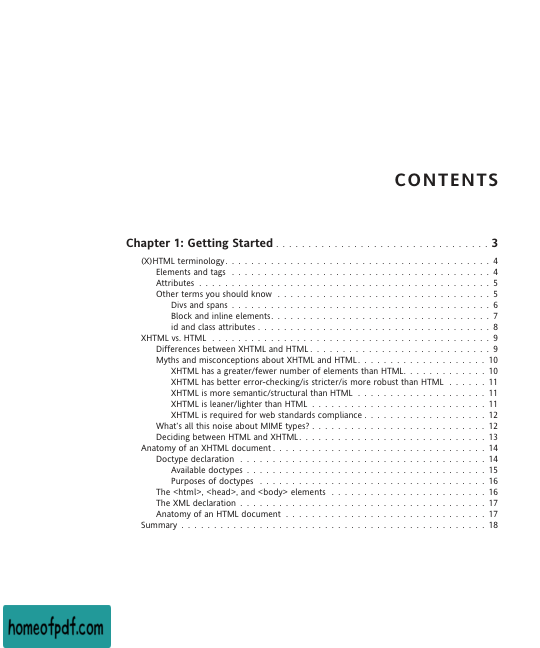 CONTENTS
Chapter 1: Getting Started . . . . . . . . . . . . . . . . . . . . . . . . . . . . . . . . 3
(X)HTML terminology. . . . . . . . . . . . . . . . . . . . . . . . . . . . . . . . . . . . . . . 4
Elements and tags . . . . . . . . . . . . . . . . . . . . . . . . . . . . . . . . . . . . . . 4
Attributes . . . . . . . . . . . . . . . . . . . . . . . . . . . . . . . . . . . . . . . . . . . 5
Other terms you should know . . . . . . . . . . . . . . . . . . . . . . . . . . . . . . . 5
Divs and spans . . . . . . . . . . . . . . . . . . . . . . . . . . . . . . . . . . . . . . 6
Block and inline elements. . . . . . . . . . . . . . . . . . . . . . . . . . . . . . . . 7
id and class attributes . . . . . . . . . . . . . . . . . . . . . . . . . . . . . . . . . . 8
XHTML vs. HTML . . . . . . . . . . . . . . . . . . . . . . . . . . . . . . . . . . . . . . . . . 9
Differences between XHTML and HTML . . . . . . . . . . . . . . . . . . . . . . . . . . 9
Myths and misconceptions about XHTML and HTML. . . . . . . . . . . . . . . . . . . 10
XHTML has a greater/fewer number of elements than HTML. . . . . . . . . . . . . 10
XHTML has better error-checking/is stricter/is more robust than HTML . . . . . . 11
XHTML is more semantic/structural than HTML . . . . . . . . . . . . . . . . . . . . 11
XHTML is leaner/lighter than HTML . . . . . . . . . . . . . . . . . . . . . . . . . . 11
XHTML is required for web standards compliance . . . . . . . . . . . . . . . . . . . 12
What's all this noise about MIME types? . . . . . . . . . . . . . . . . . . . . . . . . . . 12
Deciding between HTML and XHTML. . . . . . . . . . . . . . . . . . . . . . . . . . . . 13
Anatomy of an XHTML document . . . . . . . . . . . . . . . . . . . . . . . . . . . . . . . . 14
Doctype declaration . . . . . . . . . . . . . . . . . . . . . . . . . . . . . . . . . . . . . 14
Available doctypes . . . . . . . . . . . . . . . . . . . . . . . . . . . . . . . . . . . . 15
Purposes of doctypes . . . . . . . . . . . . . . . . . . . . . . . . . . . . . . . . . . 16
The <html>, <head>, and <body> elements . . . . . . . . . . . . . . . . . . . . . . . 16
The XML declaration . . . . . . . . . . . . . . . . . . . . . . . . . . . . . . . . . . . . . 17
Anatomy of an HTML document . . . . . . . . . . . . . . . . . . . . . . . . . . . . . . 17
Summary . . . . . . . . . . . . . . . . . . . . . . . . . . . . . . . . . . . . . . . . . . . . . 18
homeofpdf.com